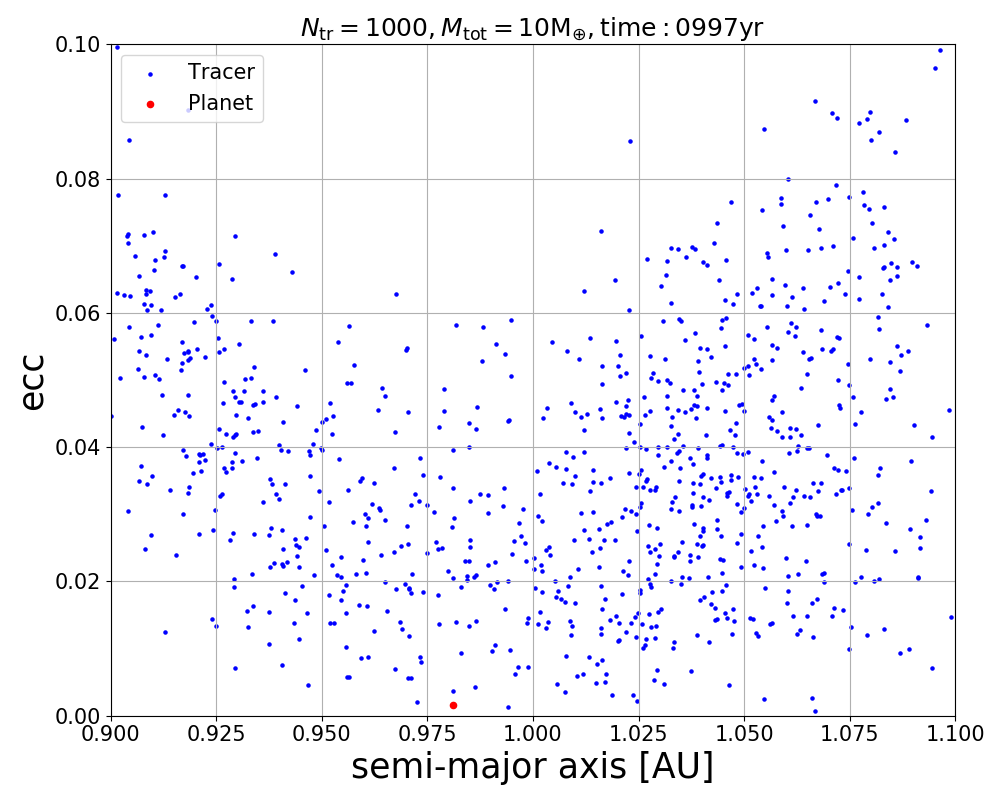 N_tr = 1000, M_tot = 10M_⊕, time : 0997yr
Tracer
Planet
0.10
0.08
0.06
0.04
0.02
0.00
ecc
0.900 0.925 0.950 0.975 1.000 1.025 1.050 1.075 1.100
semi-major axis [AU]